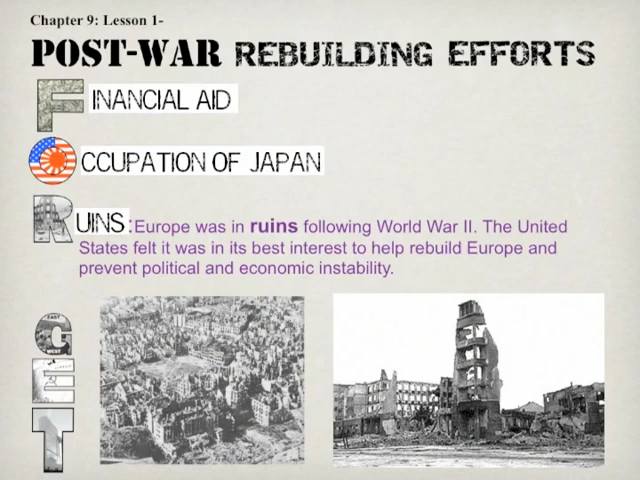 Chapter 9: Lesson 1-
POST-WAR REBUILDING EFFORTS
FINANCIAL AID
OCCUPATION OF JAPAN
RUINS: Europe was in ruins following World War II. The United
States felt it was in its best interest to help rebuild Europe and
prevent political and economic instability.
G
EAST
WEST
E
T